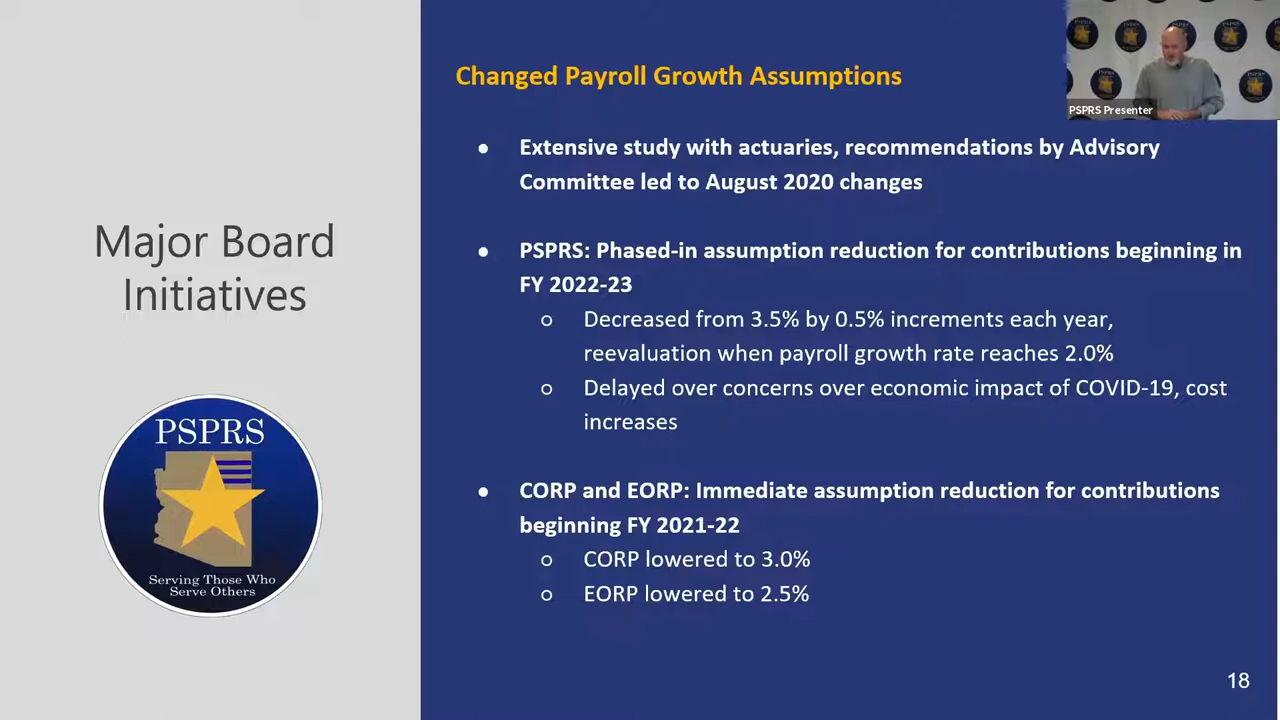 Changed Payroll Growth Assumptions
PSPRS Presenter
● Extensive study with actuaries, recommendations by Advisory
Committee led to August 2020 changes
● PSPRS: Phased-in assumption reduction for contributions beginning in
FY 2022-23
○ Decreased from 3.5% by 0.5% increments each year,
reevaluation when payroll growth rate reaches 2.0%
○ Delayed over concerns over economic impact of COVID-19, cost
increases
● CORP and EORP: Immediate assumption reduction for contributions
beginning FY 2021-22
○ CORP lowered to 3.0%
○ EORP lowered to 2.5%
Major Board
Initiatives
PSPRS
Serving Those Who
Serve Others
18